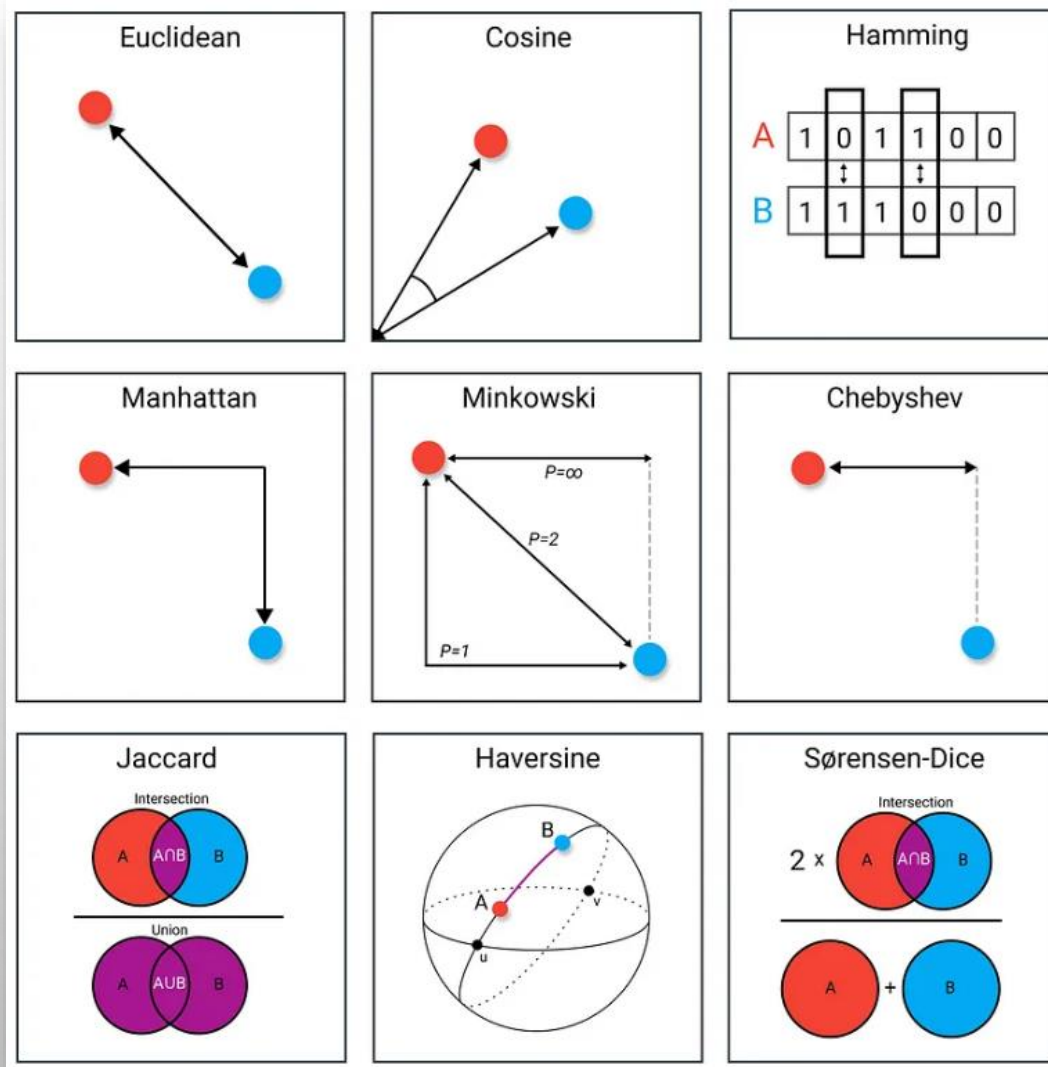 Euclidean
Cosine
Hamming
A 1 0 1 1 0 0
B 1 1 1 0 0 0
Manhattan
Minkowski
P=∞
P=2
P=1
Chebyshev
Jaccard
Intersection
A A∩B B
Union
A A∪B B
Haversine
B
A
v
u
Sørensen-Dice
Intersection
2 x A A∩B B
A + B